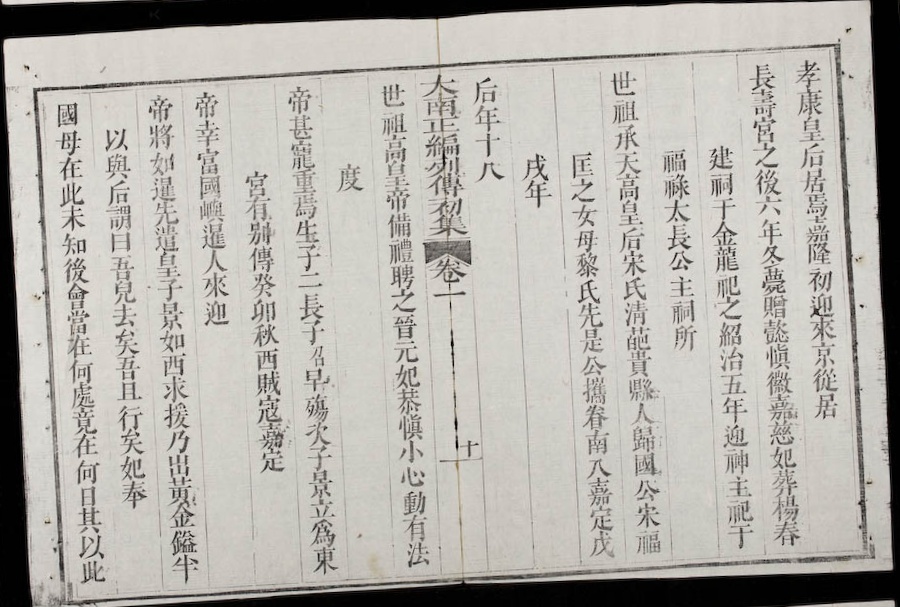 孝康皇后居焉嘉隆初迎來京從居
長壽宮之後六年冬薨贈懿慎徽嘉慈妃葬楊春
建祠于金龍祀之紹治五年迎神主祀于
福祿太長公主祠所
世祖承天高皇后宋氏清葩貴縣人歸國公宋福
匡之女母黎氏先是公攜眷南入嘉定戊
戌年
后年十八
大南正編列傳初集 卷一 十
世祖高皇帝備禮聘之晉元妃恭慎小心動有法
度
帝甚寵重焉生子二長子昭早殤次子景立為東
宮有別傳癸卯秋西賊寇嘉定
帝幸富國嶼暹人來迎
帝將如暹先遣皇子景如西求援乃出黃金鎰半
以與后謂曰吾兒去矣吾且行矣妃奉
國母在此未知後會當在何處竟在何日其以此